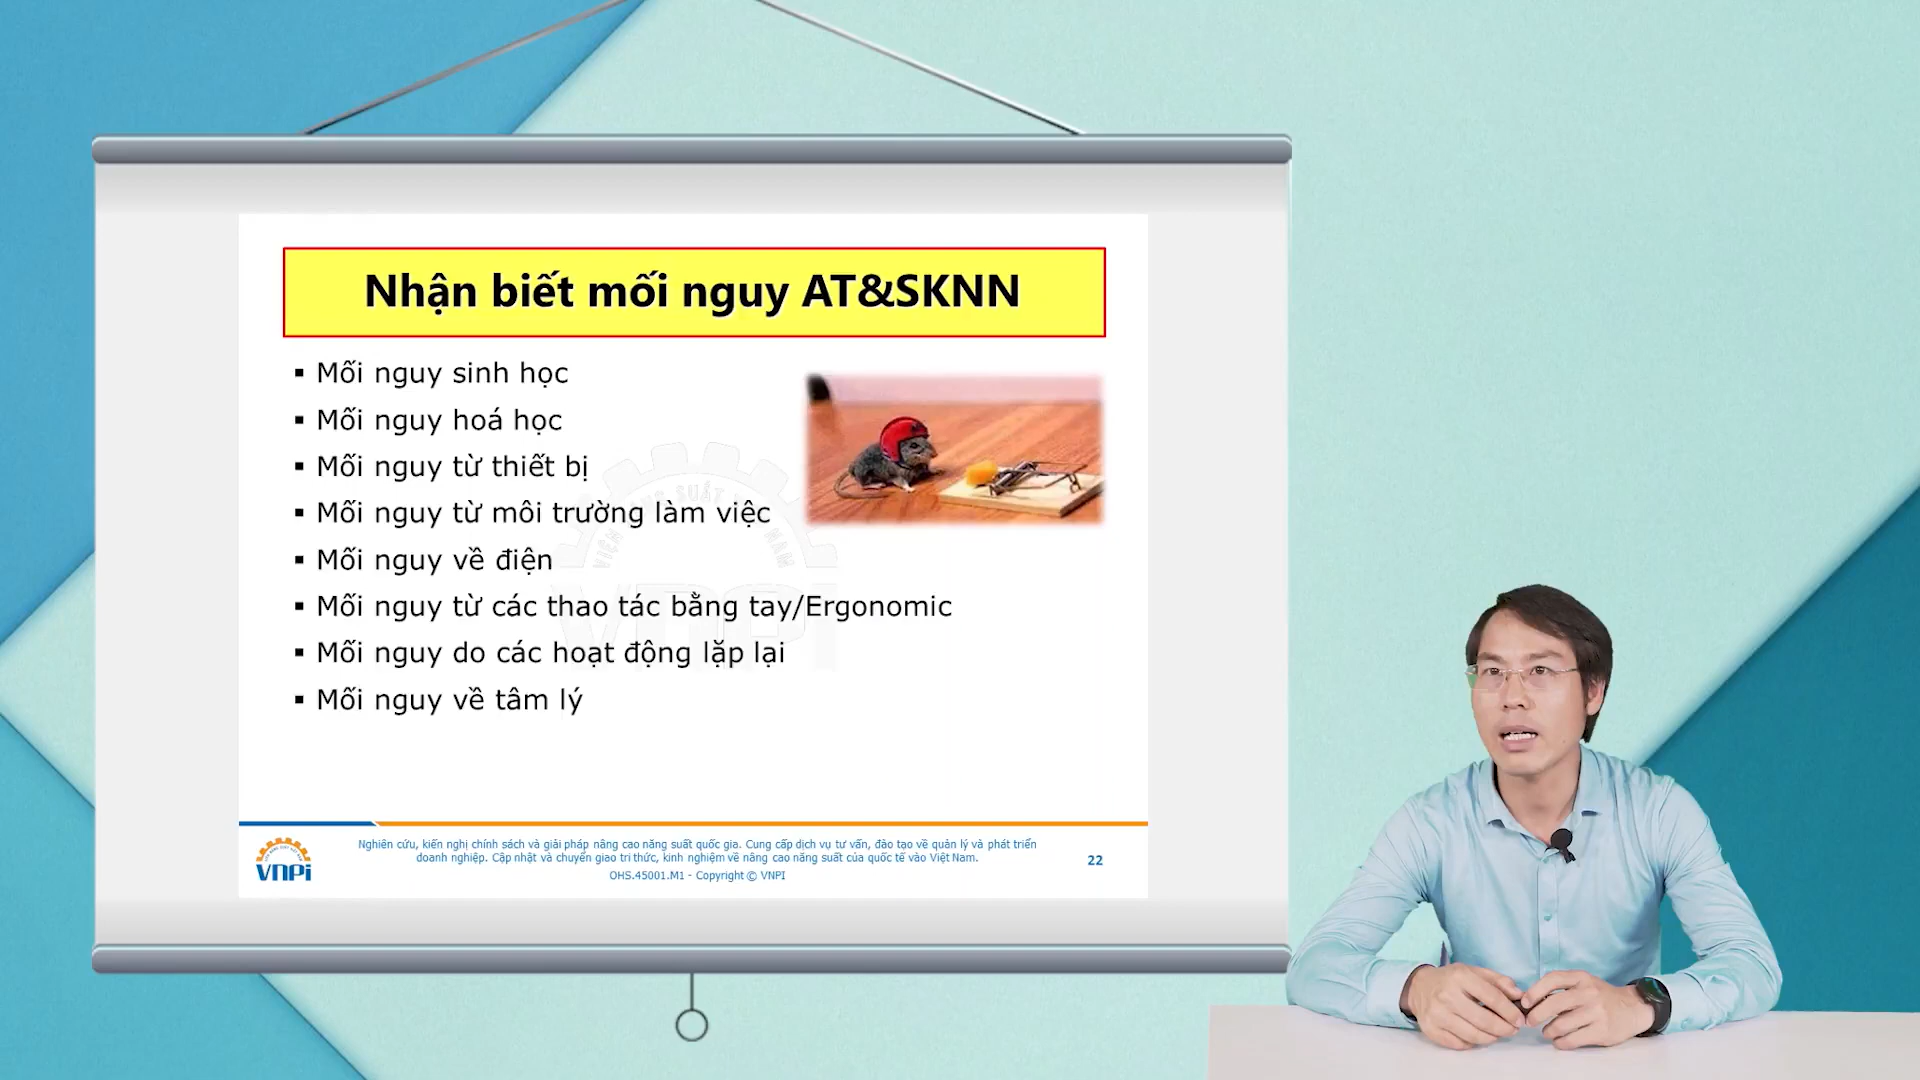 Nhận biết mối nguy AT&SKNN
▪ Mối nguy sinh học
▪ Mối nguy hoá học
▪ Mối nguy từ thiết bị
▪ Mối nguy từ môi trường làm việc
▪ Mối nguy về điện
▪ Mối nguy từ các thao tác bằng tay/Ergonomic
▪ Mối nguy do các hoạt động lặp lại
▪ Mối nguy về tâm lý
VNPi
Nghiên cứu, kiến nghị chính sách và giải pháp nâng cao năng suất quốc gia. Cung cấp dịch vụ tư vấn, đào tạo về quản lý và phát triển
doanh nghiệp. Cập nhật và chuyển giao tri thức, kinh nghiệm về nâng cao năng suất của quốc tế vào Việt Nam.
OHS.45001.M1 - Copyright © VNPI
22
VNPi